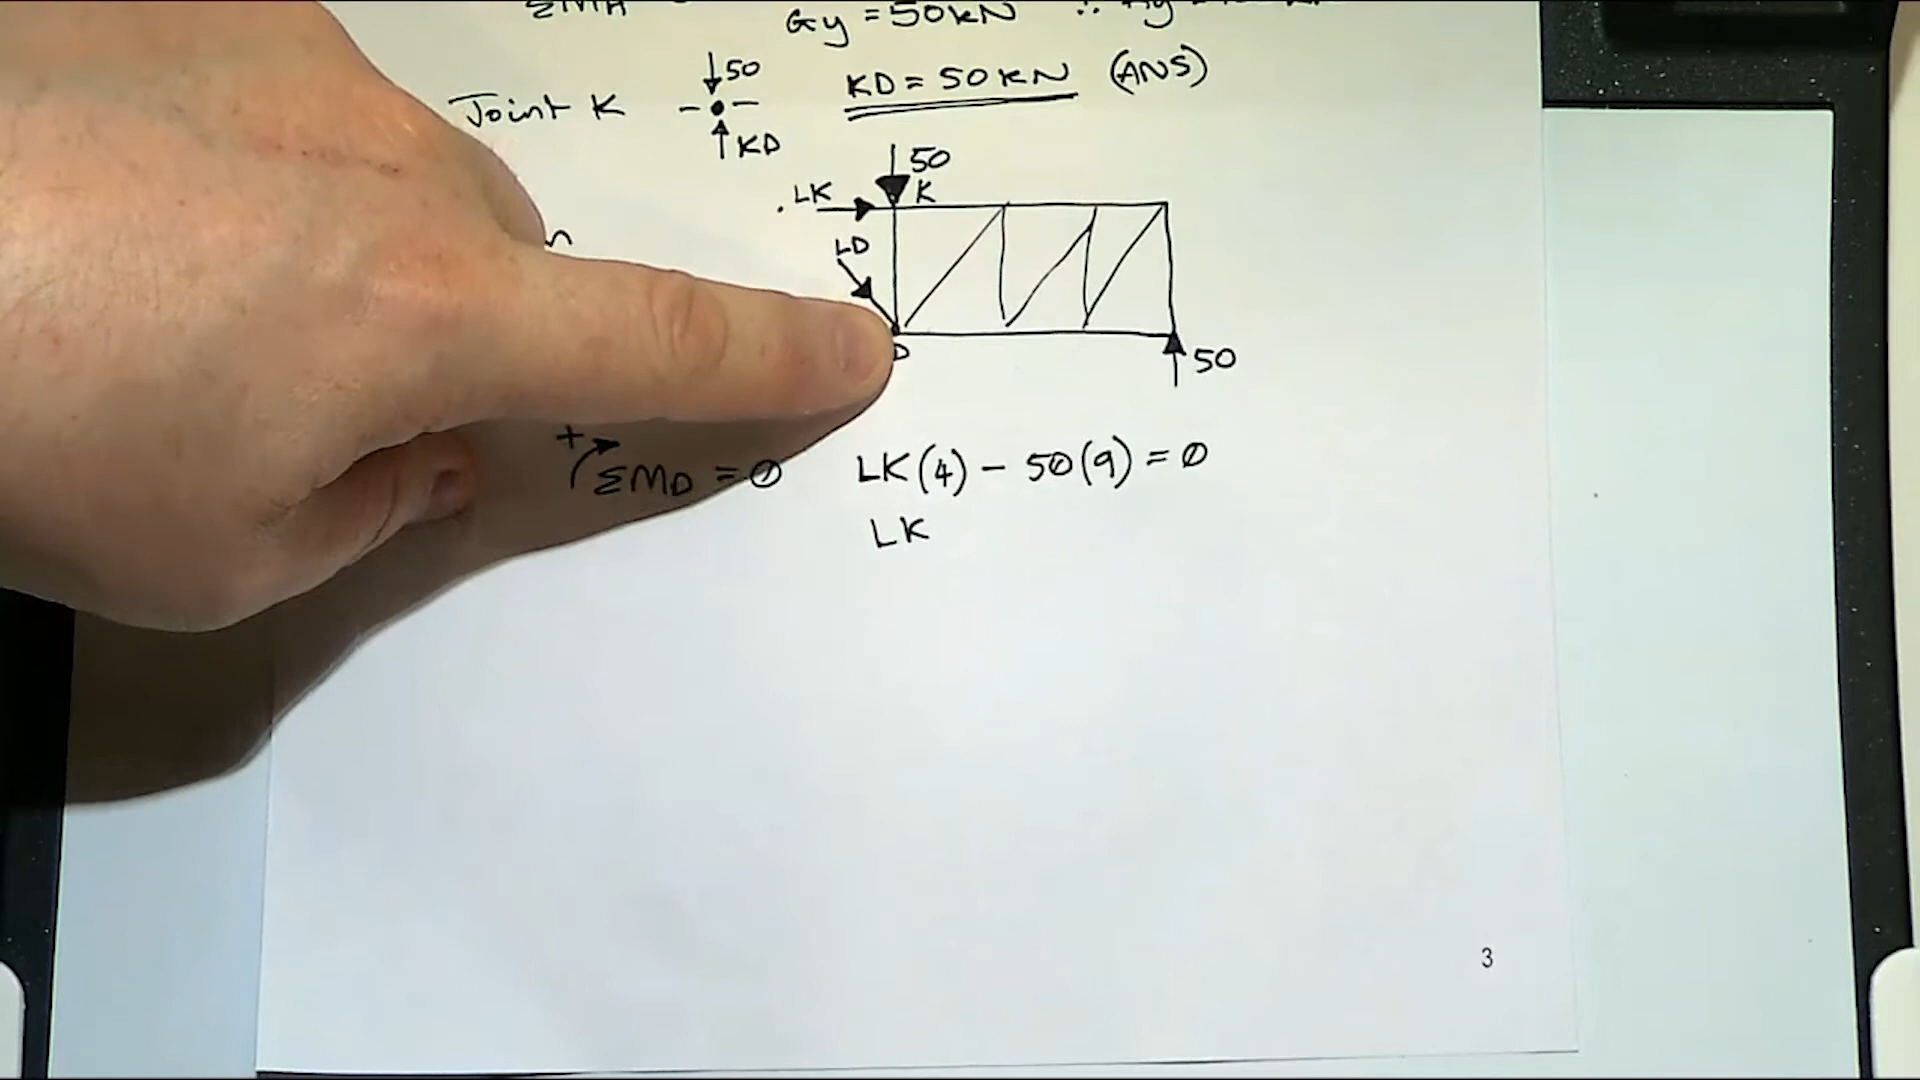 Gy = 50kN ∴
↓50 KD = 50kN (ANS)
Joint K
↑KD
50
LK K
LD
D
50
+
ΣMD = 0 LK(4) - 50(9) = 0
LK
3